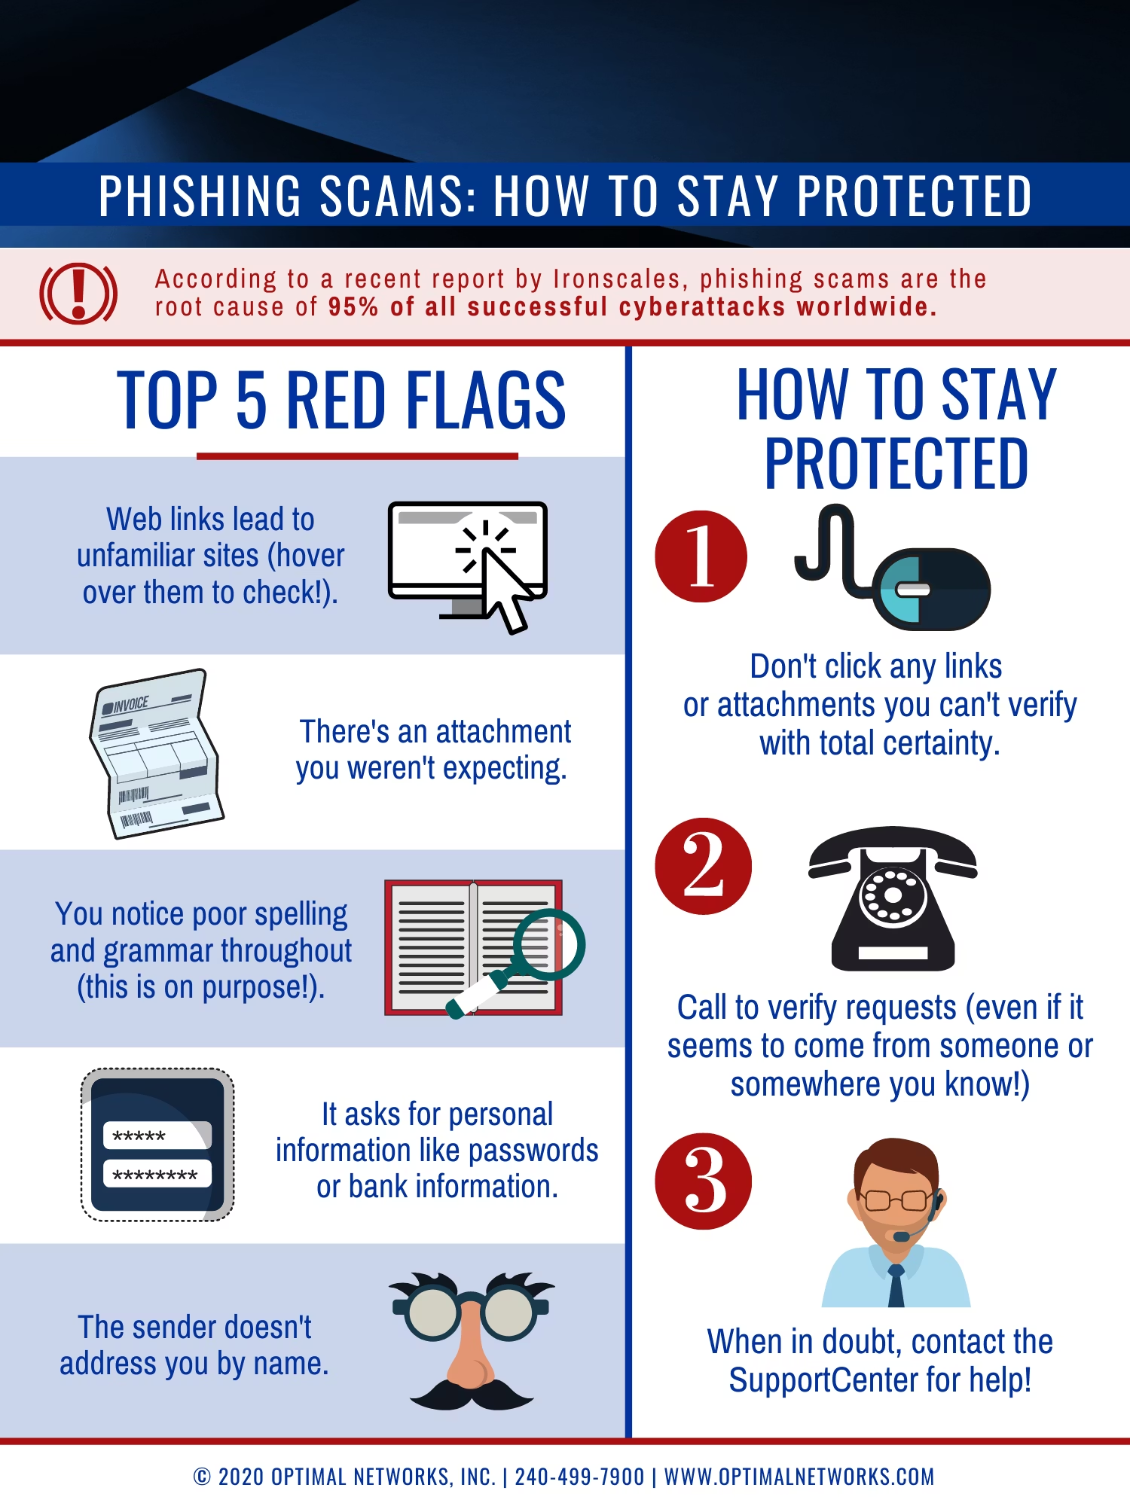 PHISHING SCAMS: HOW TO STAY PROTECTED
According to a recent report by Ironscales, phishing scams are the
root cause of 95% of all successful cyberattacks worldwide.
TOP 5 RED FLAGS
Web links lead to
unfamiliar sites (hover
over them to check!).
INVOICE
There's an attachment
you weren't expecting.
You notice poor spelling
and grammar throughout
(this is on purpose!).
*****
********
It asks for personal
information like passwords
or bank information.
The sender doesn't
address you by name.
HOW TO STAY
PROTECTED
1
Don't click any links
or attachments you can't verify
with total certainty.
2
Call to verify requests (even if it
seems to come from someone or
somewhere you know!)
3
When in doubt, contact the
SupportCenter for help!
© 2020 OPTIMAL NETWORKS, INC. | 240-499-7900 | WWW.OPTIMALNETWORKS.COM